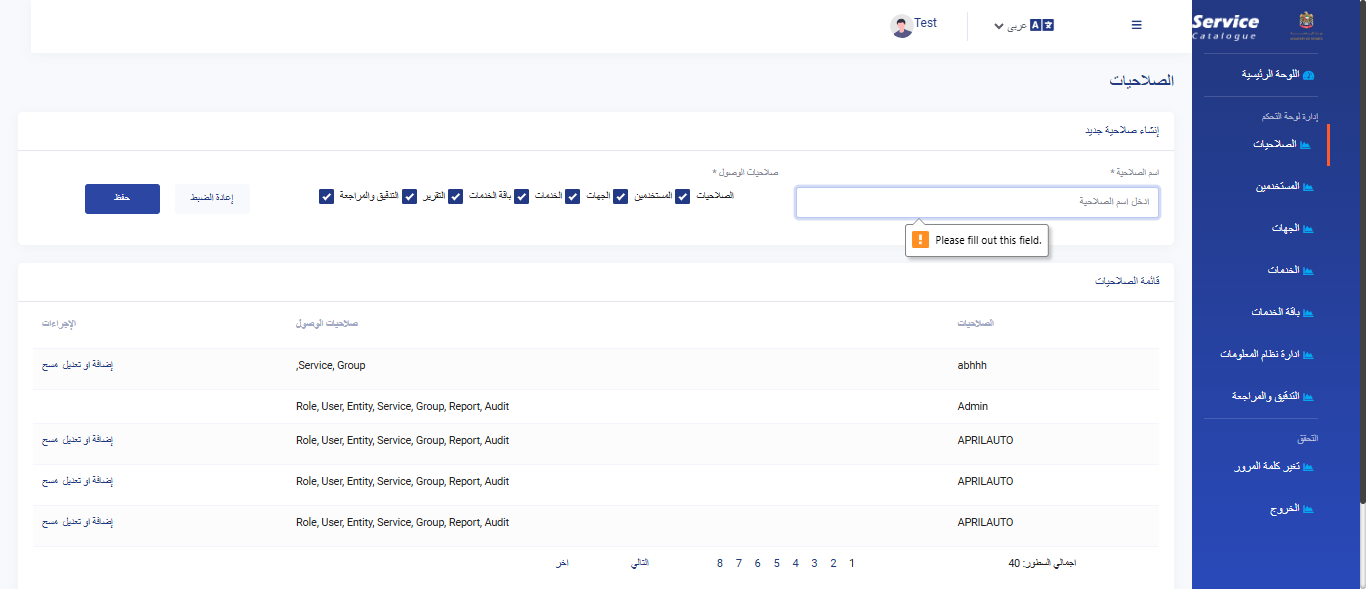 Service
Catalogue
Test
عربى
اللوحة الرئيسية
إدارة لوحة التحكم
الصلاحيات
المستخدمين
الجهات
الخدمات
باقة الخدمات
ادارة نظام المعلومات
التدقيق والمراجعة
التحقق
تغير كلمة المرور
الخروج
الصلاحيات
إنشاء صلاحية جديد
اسم الصلاحية *
ادخل اسم الصلاحية
Please fill out this field.
صلاحيات الوصول *
الصلاحيات المستخدمين الجهات الخدمات باقة الخدمات التقرير التدقيق والمراجعة
إعادة الضبط
حفظ
قائمة الصلاحيات
الصلاحيات صلاحيات الوصول الإجراءات
abhhh ,Service, Group إضافة او تعديل مسح
Admin Role, User, Entity, Service, Group, Report, Audit
APRILAUTO Role, User, Entity, Service, Group, Report, Audit إضافة او تعديل مسح
APRILAUTO Role, User, Entity, Service, Group, Report, Audit إضافة او تعديل مسح
APRILAUTO Role, User, Entity, Service, Group, Report, Audit إضافة او تعديل مسح
اجمالي السطور: 40 1 2 3 4 5 6 7 8 التالي اخر